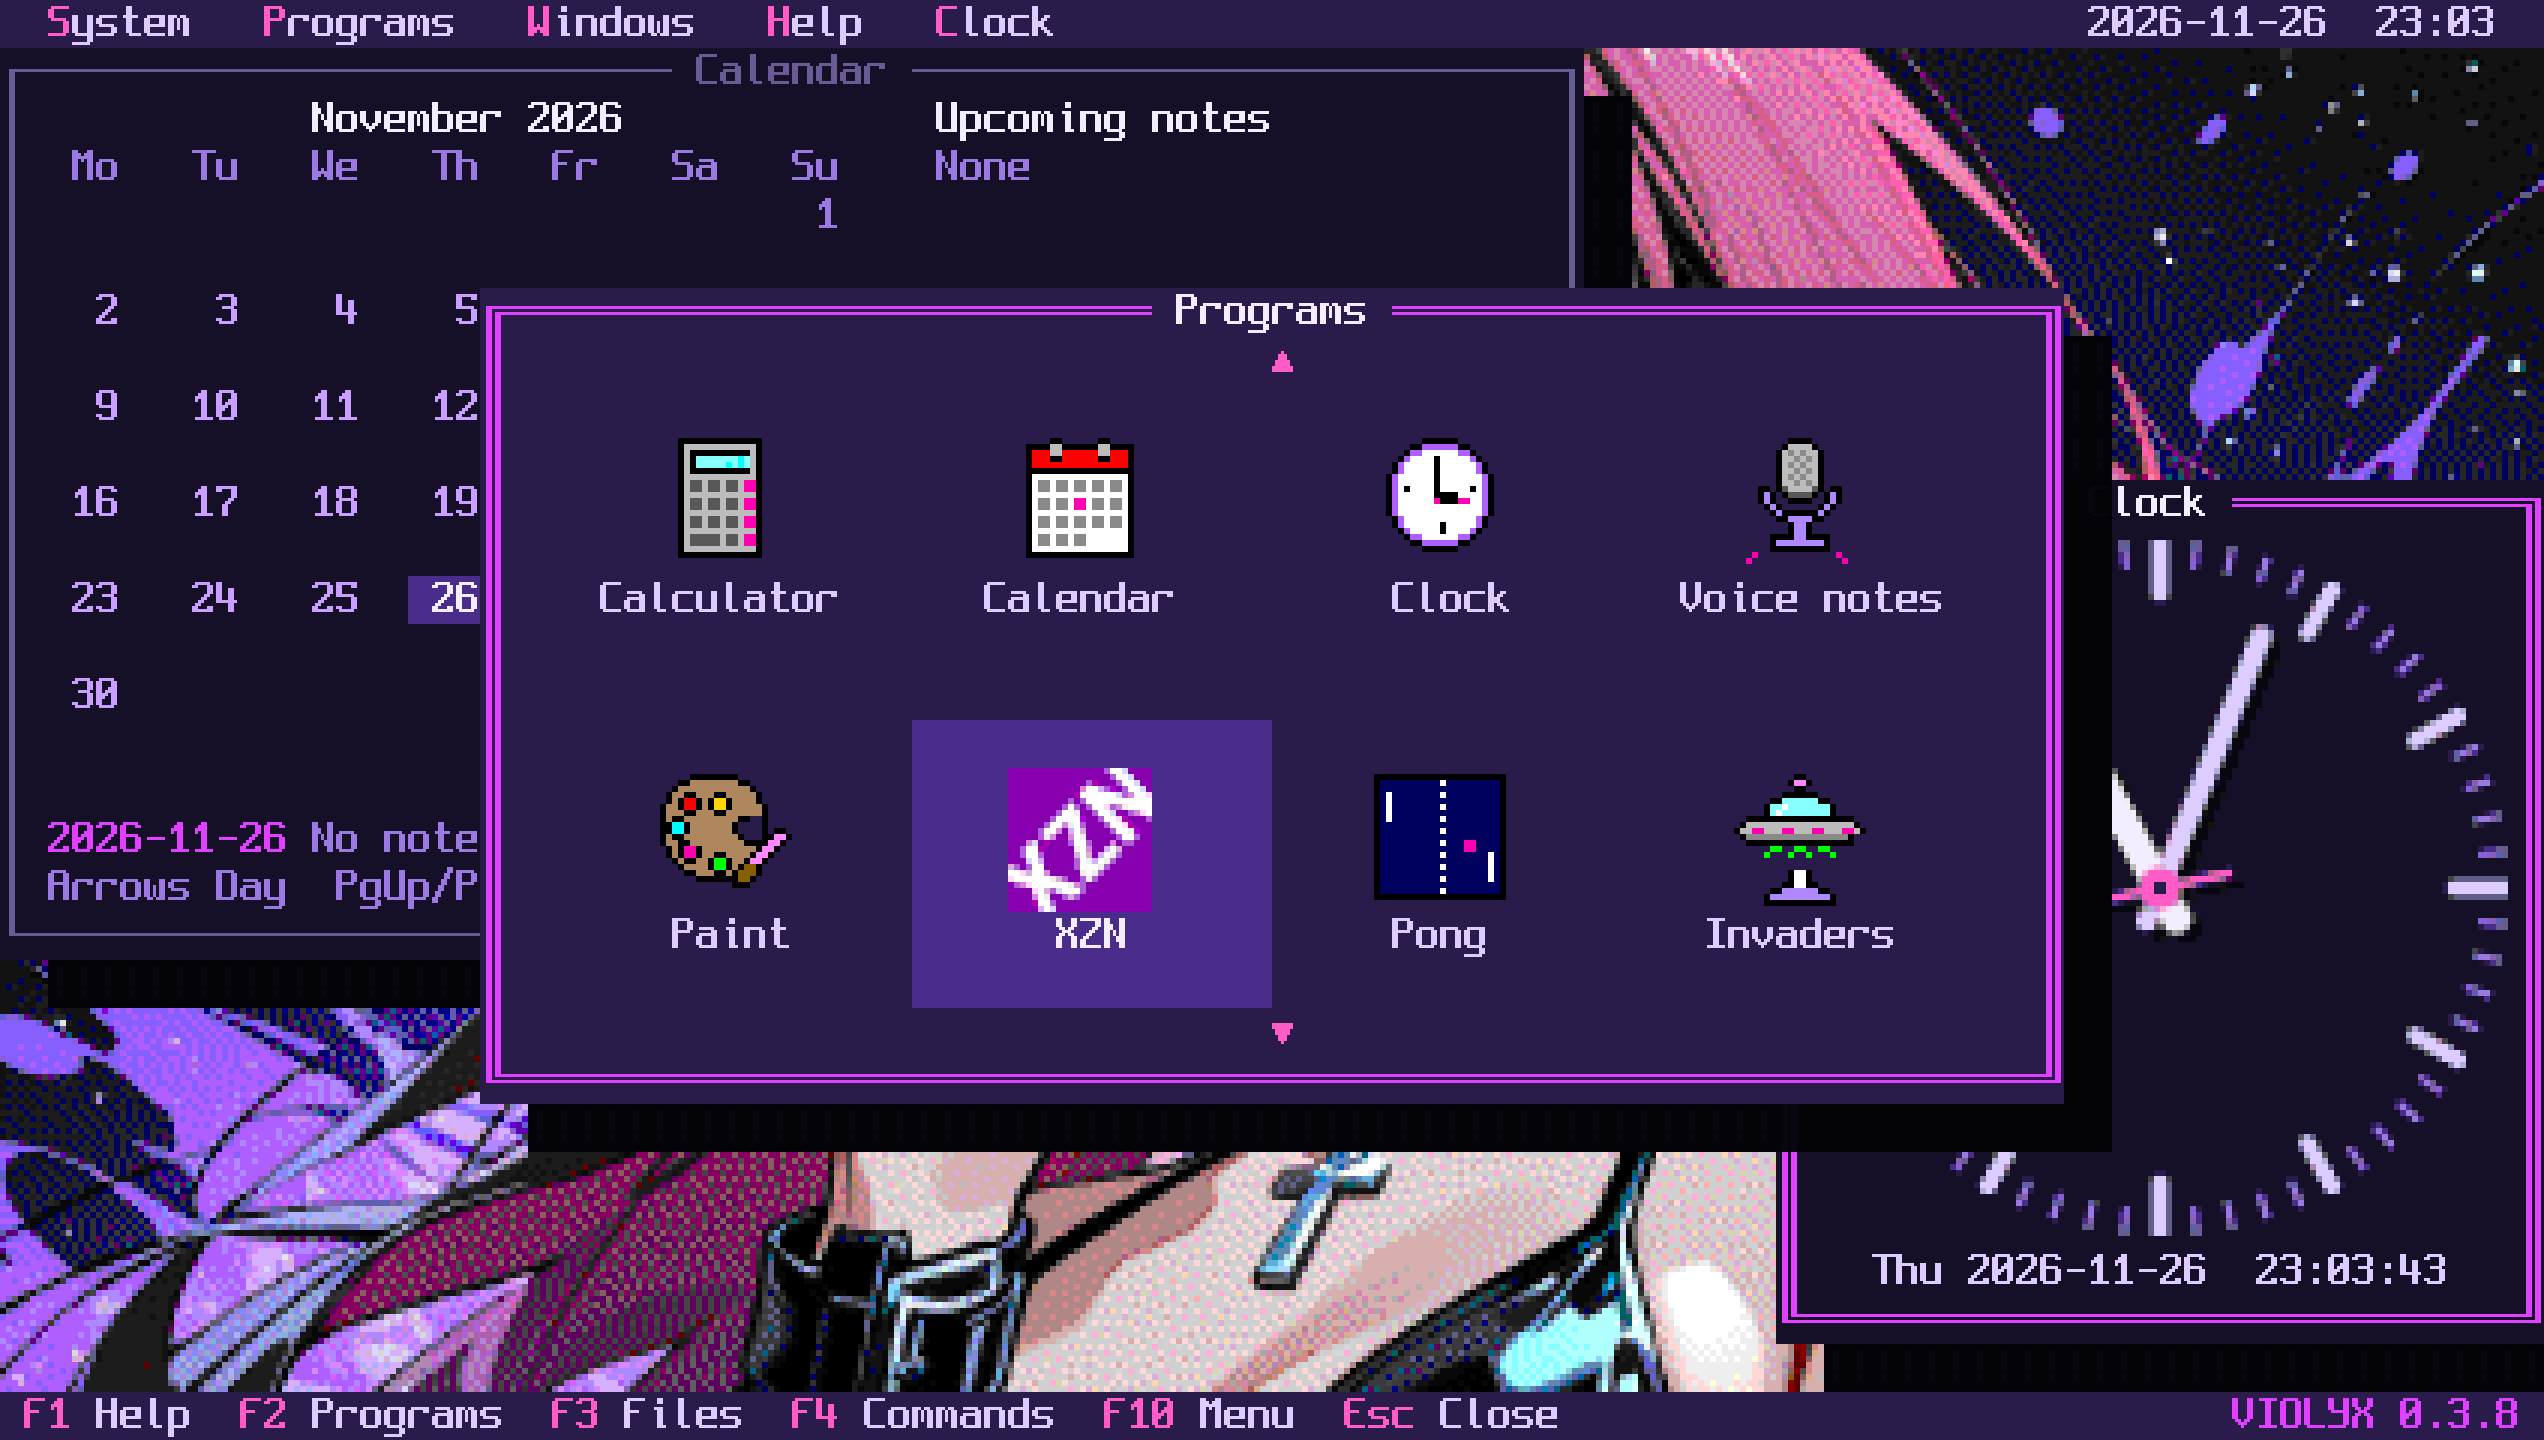 System Programs Windows Help Clock 2026-11-26 23:03
Calendar
November 2026 Upcoming notes
Mo Tu We Th Fr Sa Su None
1
2 3 4 5
9 10 11 12
16 17 18 19
23 24 25 26
30
2026-11-26 No note
Arrows Day PgUp/P
Programs
Calculator Calendar Clock Voice notes
XZN
Paint XZN Pong Invaders
lock
Thu 2026-11-26 23:03:43
F1 Help F2 Programs F3 Files F4 Commands F10 Menu Esc Close VIOLYX 0.3.8